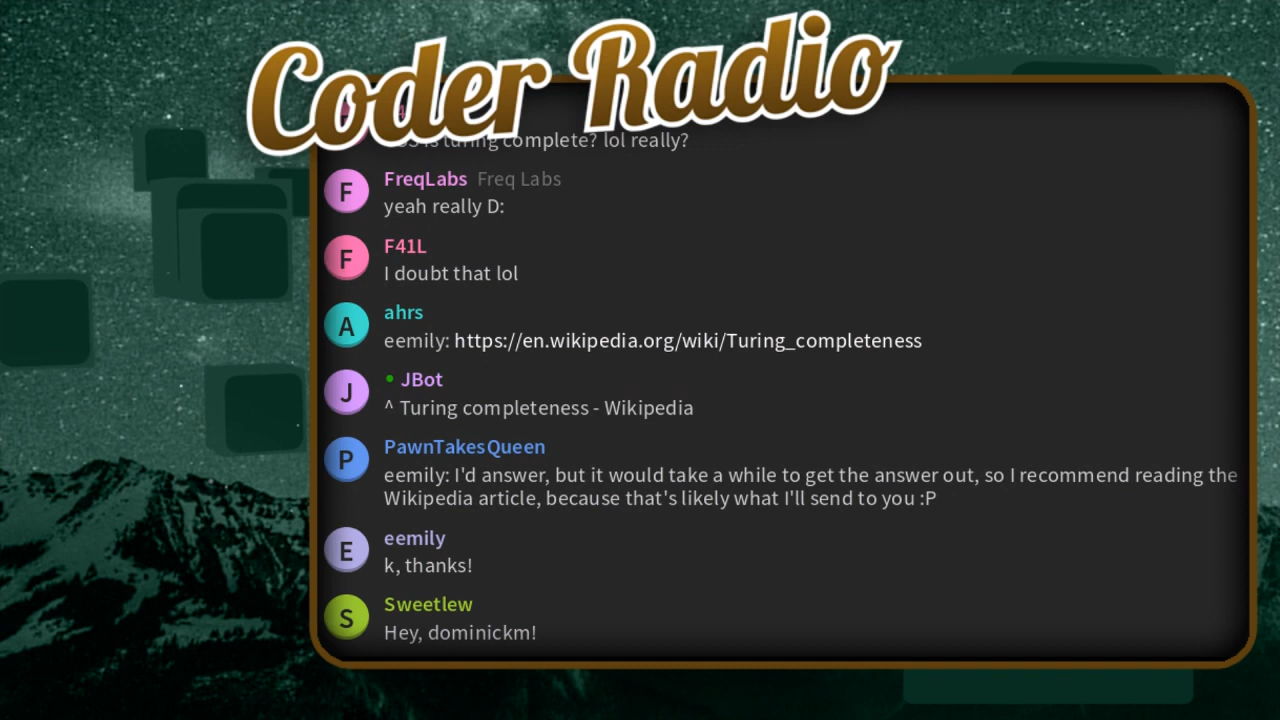 Coder Radio
is turing complete? lol really?
F
FreqLabs Freq Labs
yeah really D:
F
F41L
I doubt that lol
A
ahrs
eemily: https://en.wikipedia.org/wiki/Turing_completeness
J
JBot
^ Turing completeness - Wikipedia
P
PawnTakesQueen
eemily: I'd answer, but it would take a while to get the answer out, so I recommend reading the
Wikipedia article, because that's likely what I'll send to you :P
E
eemily
k, thanks!
S
Sweetlew
Hey, dominickm!